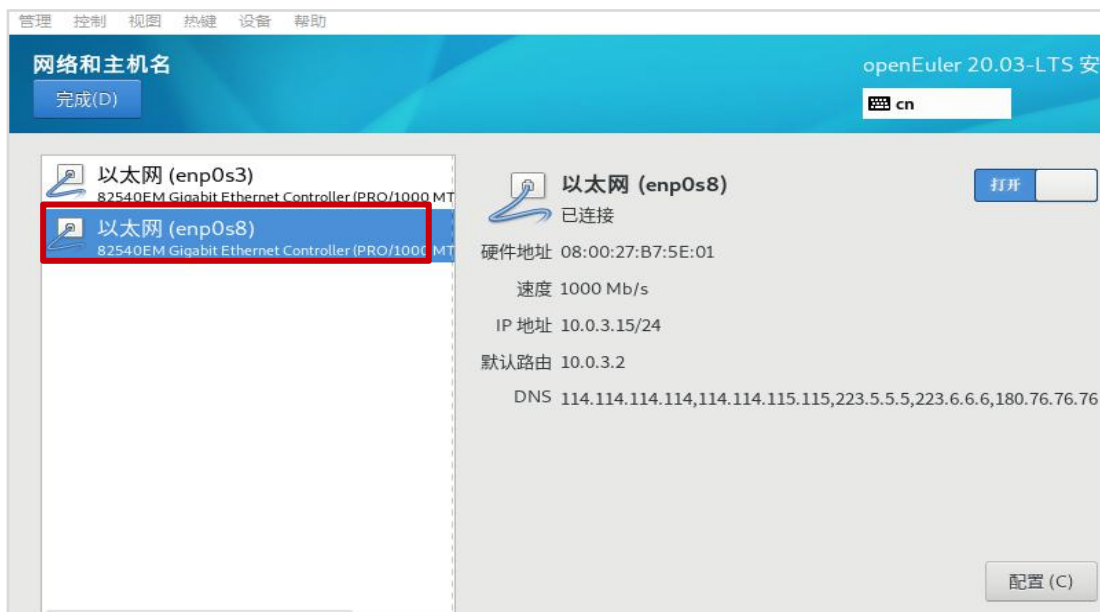 管理 控制 视图 热键 设备 帮助
网络和主机名
完成(D)
openEuler 20.03-LTS 安
cn
以太网 (enp0s3)
82540EM Gigabit Ethernet Controller (PRO/1000 MT
以太网 (enp0s8)
82540EM Gigabit Ethernet Controller (PRO/1000 MT
以太网 (enp0s8)
已连接
打开
硬件地址 08:00:27:B7:5E:01
速度 1000 Mb/s
IP 地址 10.0.3.15/24
默认路由 10.0.3.2
DNS 114.114.114.114,114.114.115.115,223.5.5.5,223.6.6.6,180.76.76.76
配置 (C)